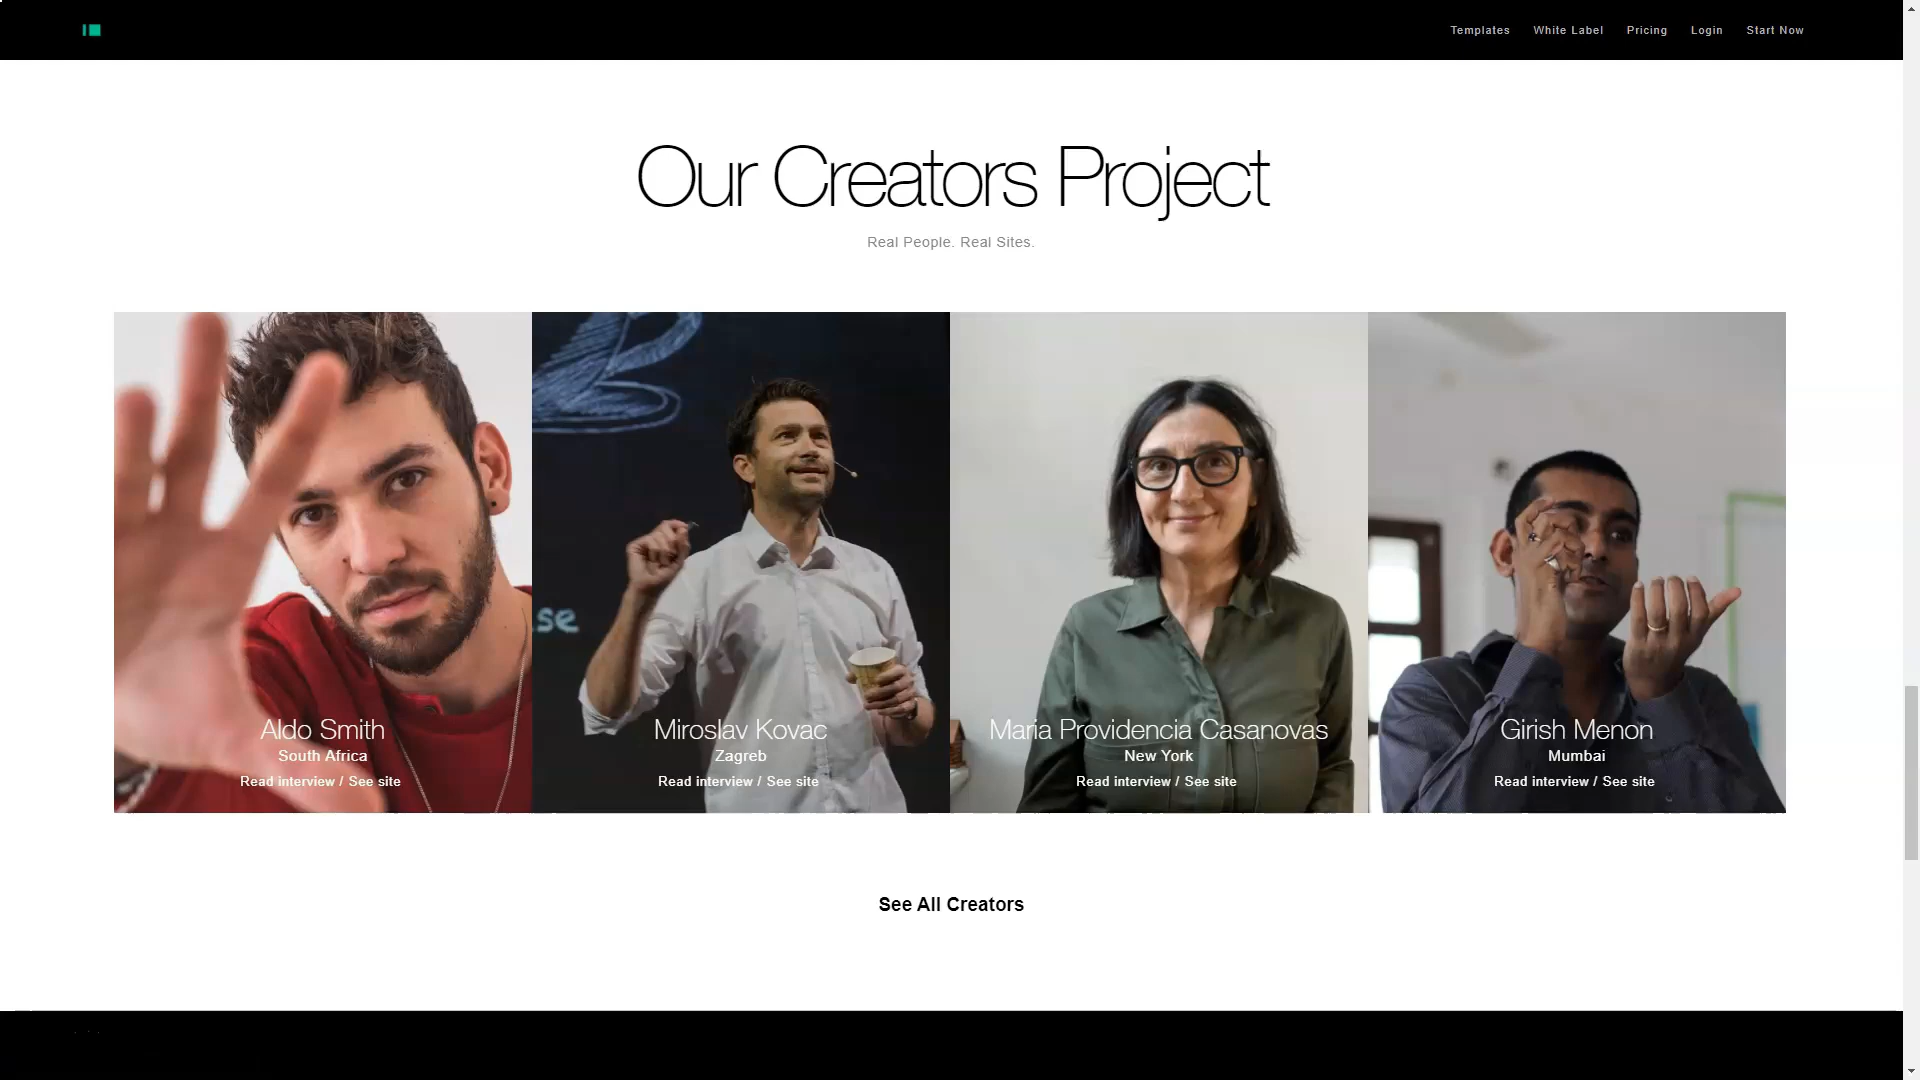 Templates White Label Pricing Login Start Now
Our Creators Project
Real People. Real Sites.
se
Aldo Smith
South Africa
Read interview / See site
Miroslav Kovac
Zagreb
Read interview / See site
Maria Providencia Casanovas
New York
Read interview / See site
Girish Menon
Mumbai
Read interview / See site
See All Creators